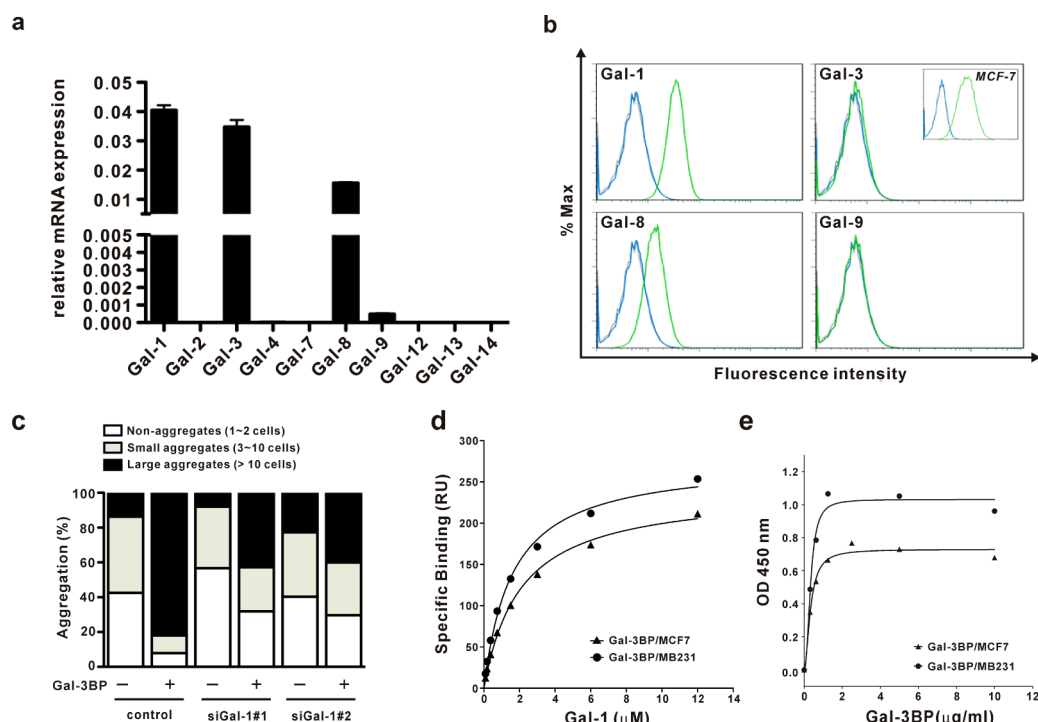 a
relative mRNA expression
0.05
0.04
0.03
0.02
0.01
0.005
0.004
0.003
0.002
0.001
0.000
Gal-1
Gal-2
Gal-3
Gal-4
Gal-7
Gal-8
Gal-9
Gal-12
Gal-13
Gal-14
b
% Max
Gal-1
Gal-3
MCF-7
Gal-8
Gal-9
Fluorescence intensity
c
Non-aggregates (1~2 cells)
Small aggregates (3~10 cells)
Large aggregates (> 10 cells)
Aggregation (%)
100
80
60
40
20
0
Gal-3BP − + − + − +
control siGal-1#1 siGal-1#2
d
Specific Binding (RU)
300
250
200
150
100
50
0
Gal-3BP/MCF7
Gal-3BP/MB231
0 2 4 6 8 10 12 14
Gal-1 (μM)
e
OD 450 nm
1.2
1.0
0.8
0.6
0.4
0.2
0.0
Gal-3BP/MCF7
Gal-3BP/MB231
0 2 4 6 8 10
Gal-3BP(μg/ml)